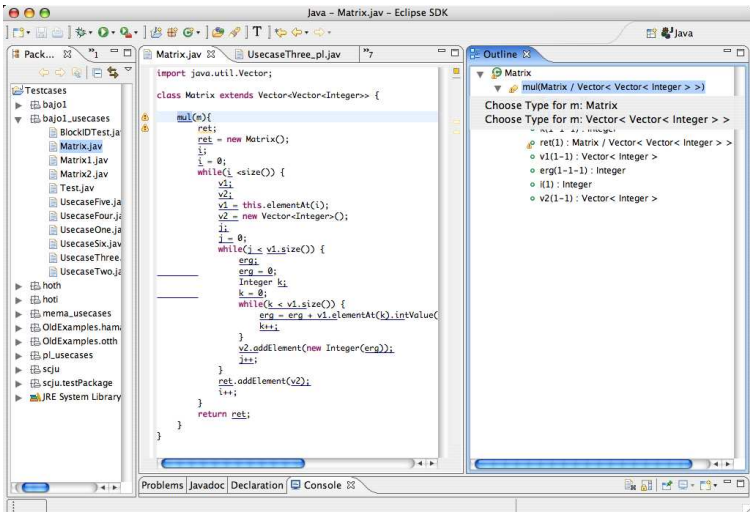 Java - Matrix.jav - Eclipse SDK
Java
Pack...
1
Testcases
bajo1
bajo1_usecases
BlockIDTest.ja
Matrix.jav
Matrix1.jav
Matrix2.jav
Test.jav
UsecaseFive.ja
UsecaseFour.ja
UsecaseOne.ja
UsecaseSix.jav
UsecaseThree.
UsecaseTwo.ja
hoth
hoti
mema_usecases
OldExamples.hama
OldExamples.otth
pl_usecases
scju
scju.testPackage
JRE System Library
Matrix.jav
UsecaseThree_pl.jav
7
import java.util.Vector;
class Matrix extends Vector<Vector<Integer>> {
mul(m){
ret;
ret = new Matrix();
i;
i = 0;
while(i <size()) {
v1;
v2;
v1 = this.elementAt(i);
v2 = new Vector<Integer>();
j;
j = 0;
while(j < v1.size()) {
erg;
erg = 0;
Integer k;
k = 0;
while(k < v1.size()) {
erg = erg + v1.elementAt(k).intValue(
k++;
}
v2.addElement(new Integer(erg));
j++;
}
ret.addElement(v2);
i++;
}
return ret;
}
}
Outline
Matrix
mul(Matrix / Vector< Vector< Integer > >)
Choose Type for m: Matrix
Choose Type for m: Vector< Vector< Integer > >
ret(1) : Matrix / Vector< Vector< Integer > >
v1(1-1) : Vector< Integer >
erg(1-1-1) : Integer
i(1) : Integer
v2(1-1) : Vector< Integer >
Problems Javadoc Declaration Console